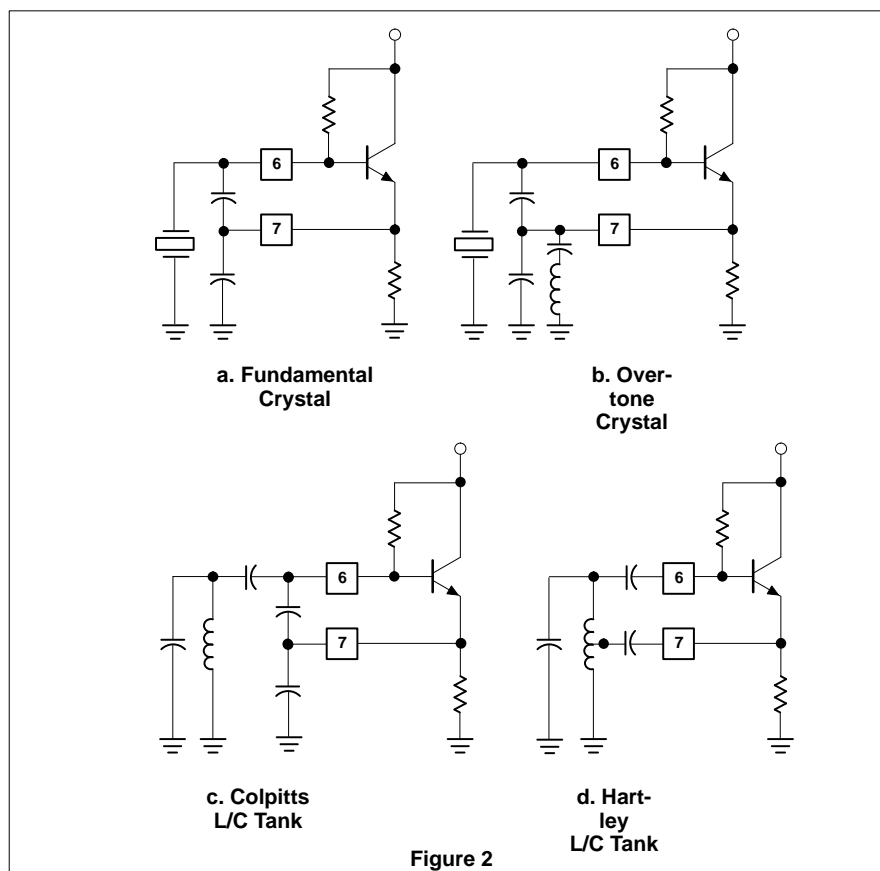 6
6
7
7
a. Fundamental
Crystal
b. Over-
tone
Crystal
6
6
7
7
c. Colpitts
L/C Tank
d. Hart-
ley
L/C Tank
Figure 2